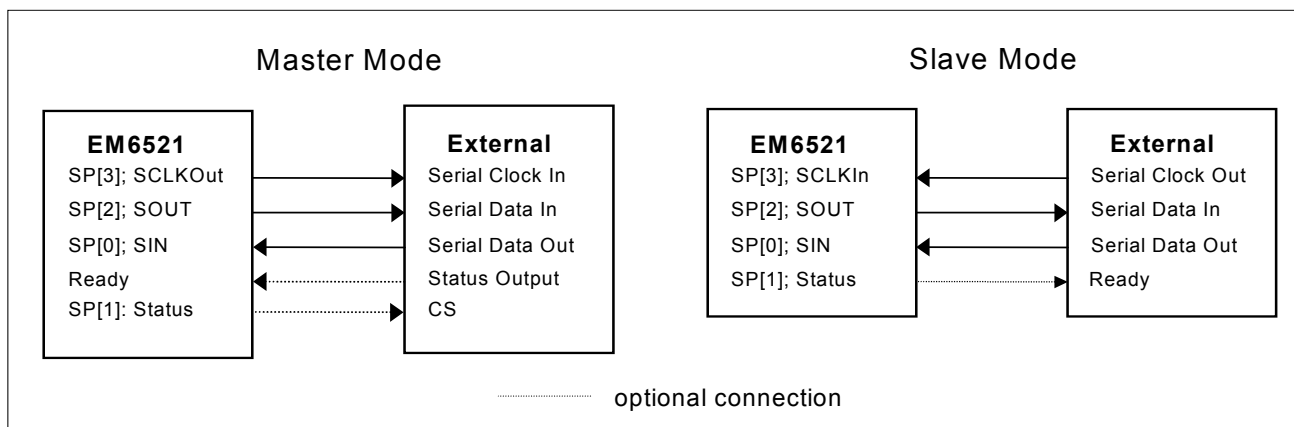 Master Mode
EM6521
SP[3]; SCLKOut
SP[2]; SOUT
SP[0]; SIN
Ready
SP[1]: Status
External
Serial Clock In
Serial Data In
Serial Data Out
Status Output
CS
Slave Mode
EM6521
SP[3]; SCLKIn
SP[2]; SOUT
SP[0]; SIN
SP[1]; Status
External
Serial Clock Out
Serial Data In
Serial Data Out
Ready
optional connection